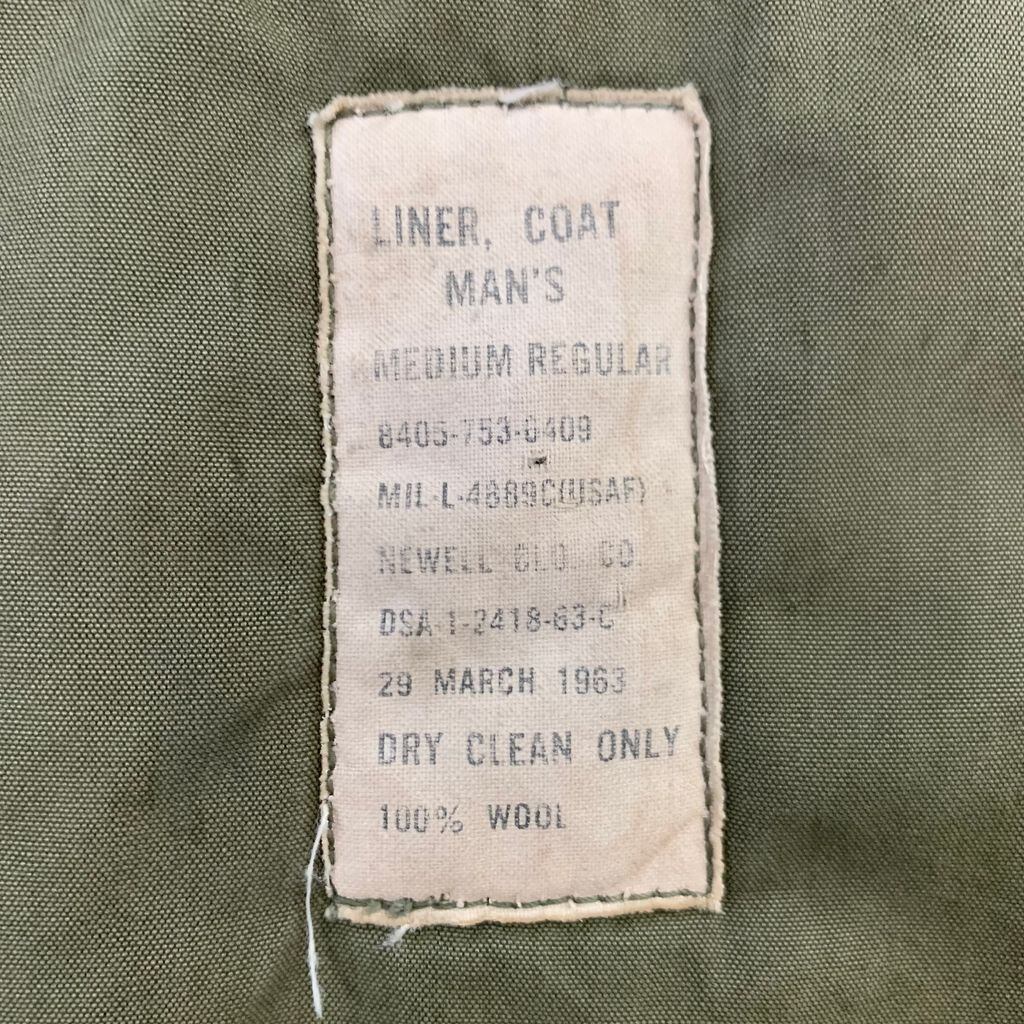 LINER, COAT
MAN'S
MEDIUM REGULAR
8405-753-6409
MIL-L-4889C(USAF)
NEWELL CLG. CO.
DSA-1-2418-63-C
29 MARCH 1963
DRY CLEAN ONLY
100% WOOL